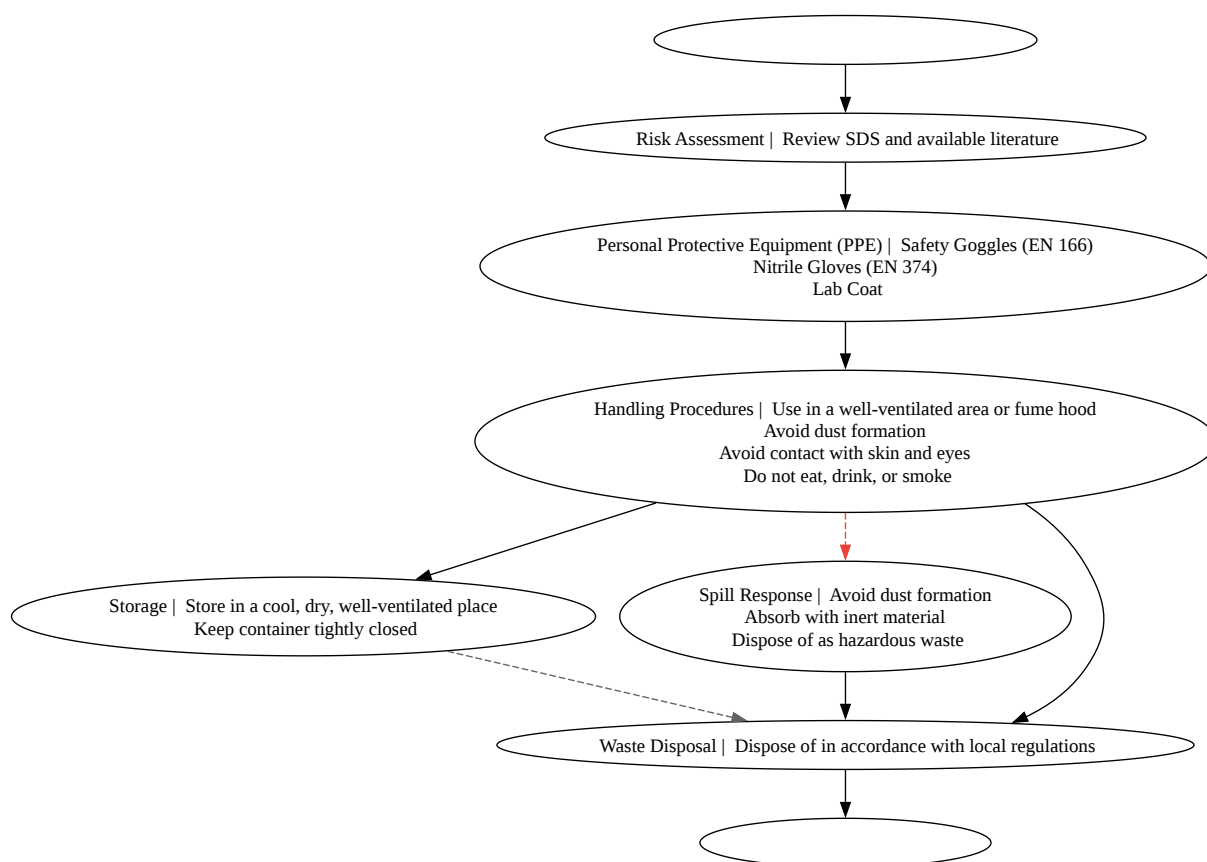 Risk Assessment | Review SDS and available literature
Personal Protective Equipment (PPE) | Safety Goggles (EN 166)
Nitrile Gloves (EN 374)
Lab Coat
Handling Procedures | Use in a well-ventilated area or fume hood
Avoid dust formation
Avoid contact with skin and eyes
Do not eat, drink, or smoke
Storage | Store in a cool, dry, well-ventilated place
Keep container tightly closed
Spill Response | Avoid dust formation
Absorb with inert material
Dispose of as hazardous waste
Waste Disposal | Dispose of in accordance with local regulations